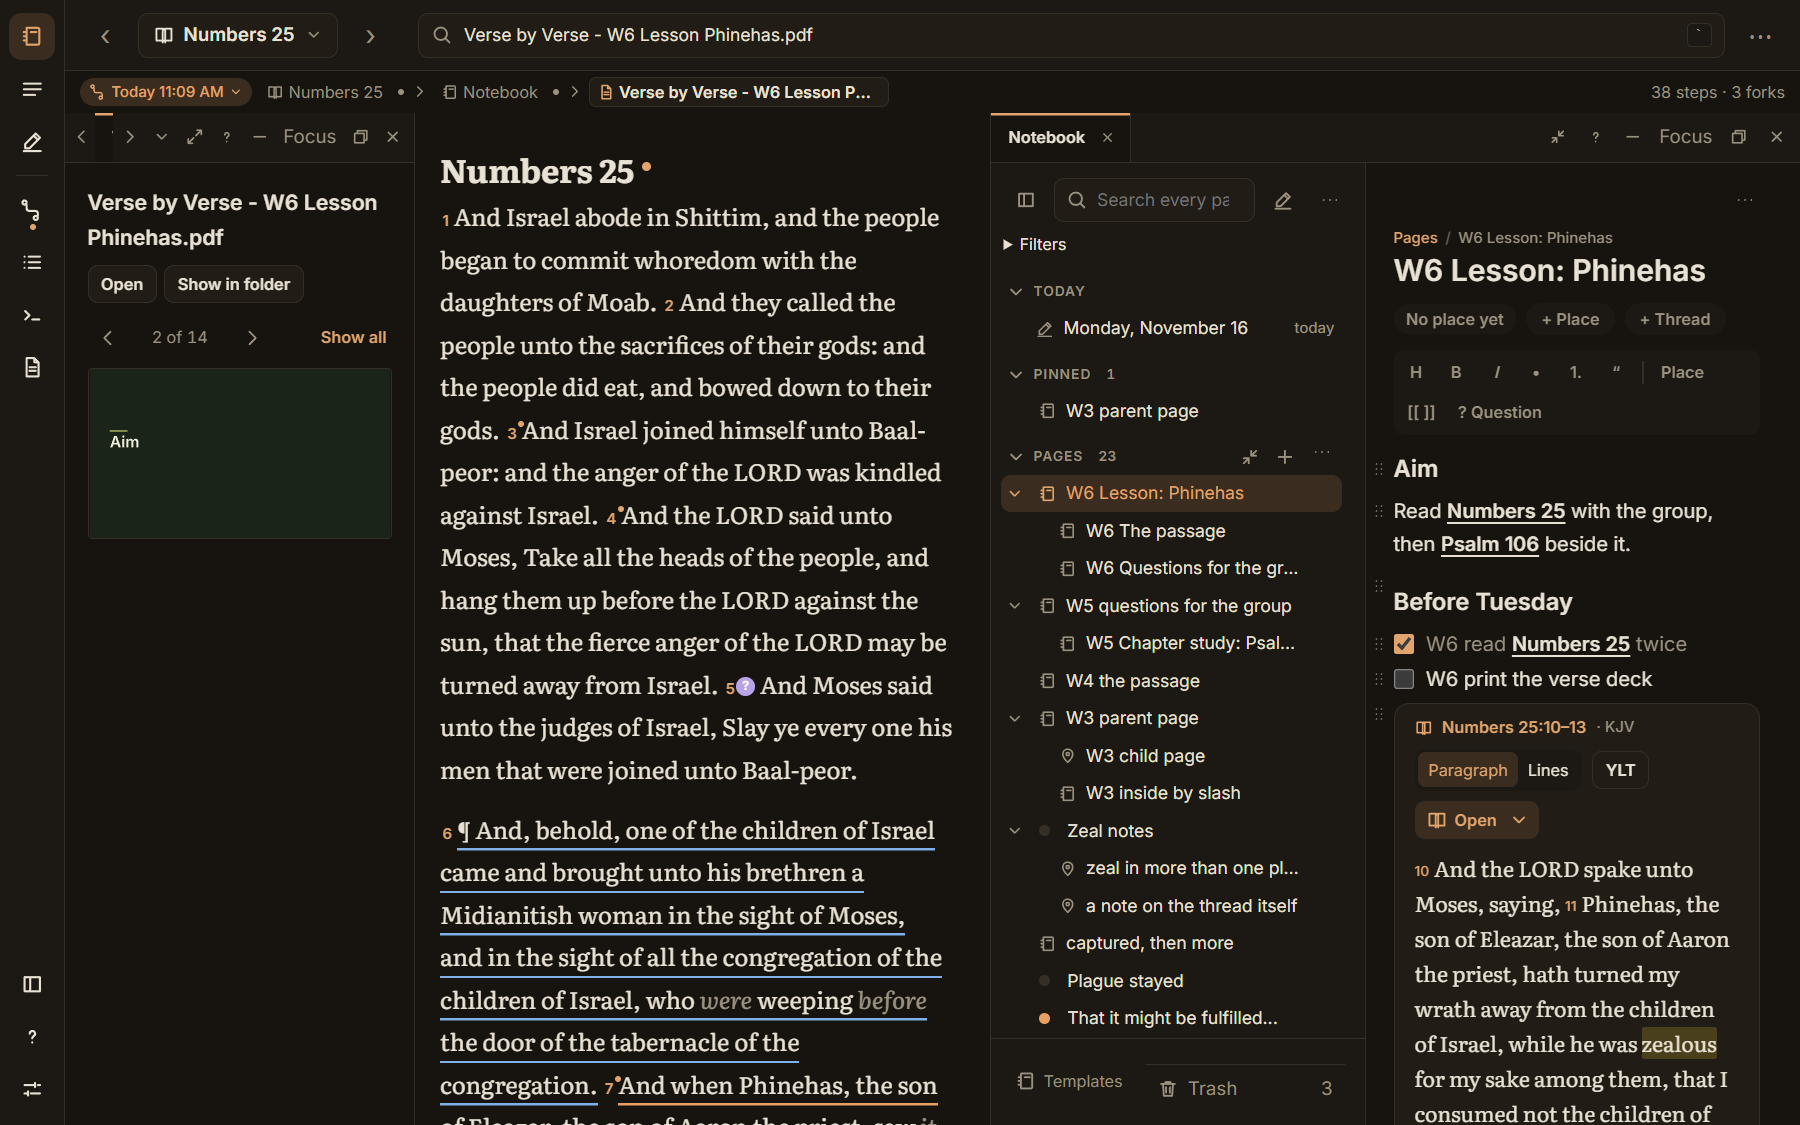 Numbers 25
Verse by Verse - W6 Lesson Phinehas.pdf
`
Today 11:09 AM
Numbers 25
Notebook
Verse by Verse - W6 Lesson P...
38 steps · 3 forks
? Focus
Verse by Verse - W6 Lesson
Phinehas.pdf
Open
Show in folder
2 of 14
Show all
Aim
?
Numbers 25
1 And Israel abode in Shittim, and the people
began to commit whoredom with the
daughters of Moab. 2 And they called the
people unto the sacrifices of their gods: and
the people did eat, and bowed down to their
gods. 3 And Israel joined himself unto Baal-
peor: and the anger of the LORD was kindled
against Israel. 4 And the LORD said unto
Moses, Take all the heads of the people, and
hang them up before the LORD against the
sun, that the fierce anger of the LORD may be
turned away from Israel. 5 ? And Moses said
unto the judges of Israel, Slay ye every one his
men that were joined unto Baal-peor.
6 ¶ And, behold, one of the children of Israel
came and brought unto his brethren a
Midianitish woman in the sight of Moses,
and in the sight of all the congregation of the
children of Israel, who were weeping before
the door of the tabernacle of the
congregation. 7 And when Phinehas, the son
of Eleazar, the son of Aaron the priest, saw it
Notebook
? Focus
Search every pa
Filters
TODAY
Monday, November 16 today
PINNED 1
W3 parent page
PAGES 23
W6 Lesson: Phinehas
W6 The passage
W6 Questions for the gr...
W5 questions for the group
W5 Chapter study: Psal...
W4 the passage
W3 parent page
W3 child page
W3 inside by slash
Zeal notes
zeal in more than one pl...
a note on the thread itself
captured, then more
Plague stayed
That it might be fulfilled...
Templates
Trash 3
Pages / W6 Lesson: Phinehas
W6 Lesson: Phinehas
No place yet
+ Place
+ Thread
H B I • 1. “ Place
[[ ]] ? Question
Aim
Read Numbers 25 with the group,
then Psalm 106 beside it.
Before Tuesday
W6 read Numbers 25 twice
W6 print the verse deck
Numbers 25:10–13 · KJV
Paragraph Lines YLT
Open
10 And the LORD spake unto
Moses, saying, 11 Phinehas, the
son of Eleazar, the son of Aaron
the priest, hath turned my
wrath away from the children
of Israel, while he was zealous
for my sake among them, that I
consumed not the children of